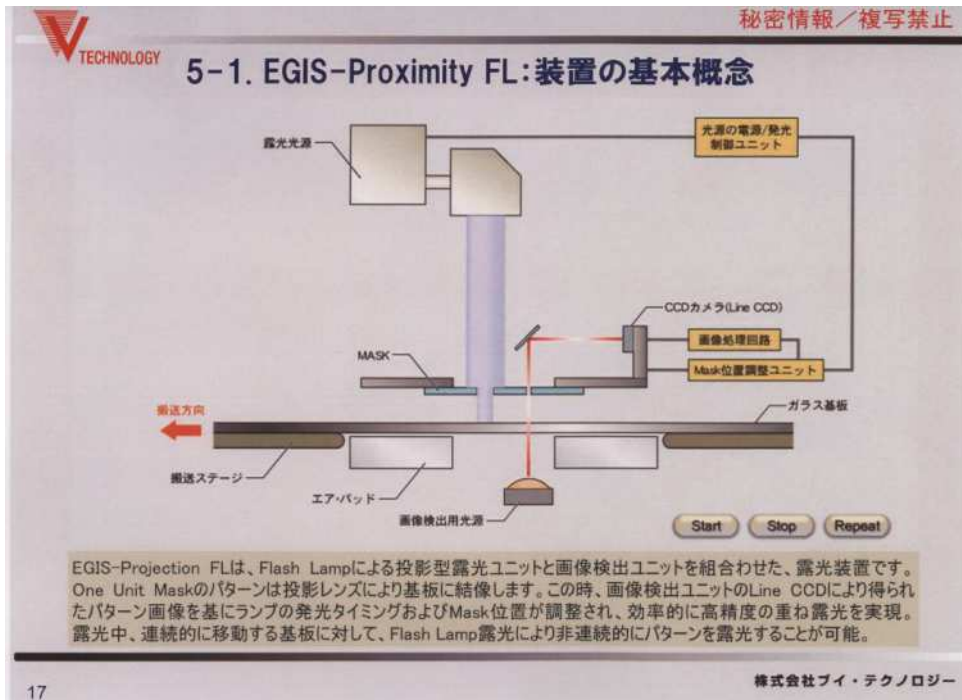 秘密情報／複写禁止
V TECHNOLOGY
5-1. EGIS-Proximity FL：装置の基本概念
露光光源
光源の電源/発光
制御ユニット
CCDカメラ(Line CCD)
画像処理回路
MASK
Mask位置調整ユニット
搬送方向
ガラス基板
搬送ステージ
エア・パッド
画像検出用光源
Start
Stop
Repeat
EGIS-Projection FLは、Flash Lampによる投影型露光ユニットと画像検出ユニットを組合わせた、露光装置です。
One Unit Maskのパターンは投影レンズにより基板に結像します。この時、画像検出ユニットのLine CCDにより得られ
たパターン画像を基にランプの発光タイミングおよびMask位置が調整され、効率的に高精度の重ね露光を実現。
露光中、連続的に移動する基板に対して、Flash Lamp露光により非連続的にパターンを露光することが可能。
17
株式会社ブイ・テクノロジー